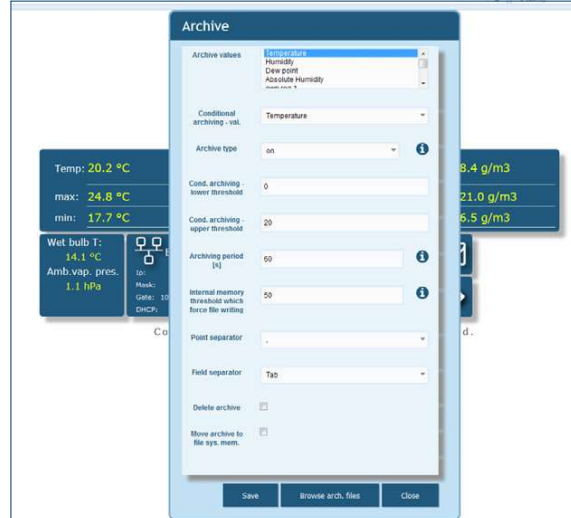 Archive
Archive values
Temperature
Humidity
Dew point
Absolute Humidity
Conditional
archiving - val.
Temperature
Archive type
on
Cond. archiving -
lower threshold
0
Cond. archiving -
upper threshold
20
Archiving period
[s]
60
Internal memory
threshold which
force file writing
50
Point separator
Field separator
Tab
Delete archive
Move archive to
file sys. mem.
Save
Browse arch. files
Close
Temp: 20.2 °C
max: 24.8 °C
min: 17.7 °C
8.4 g/m3
21.0 g/m3
6.5 g/m3
Wet bulb T:
14.1 °C
Amb.vap. pres.
1.1 hPa
Ip:
Mask:
Gate: 10
DHCP:
Co
d.